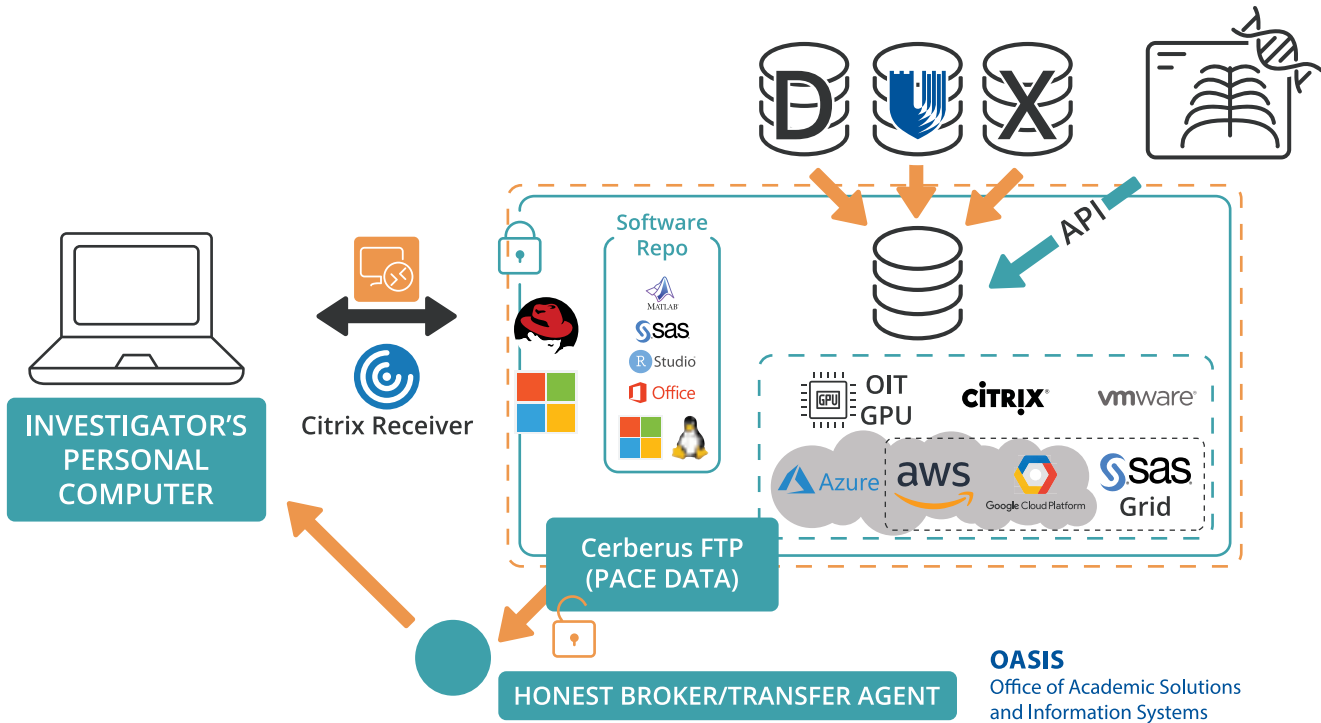 D
U
X
API
Software
Repo
MATLAB
sas
R Studio
Office
Citrix Receiver
INVESTIGATOR'S
PERSONAL
COMPUTER
GPU
OIT
GPU
CITRIX®
vmware®
Azure
aws
Google Cloud Platform
sas
Grid
Cerberus FTP
(PACE DATA)
HONEST BROKER/TRANSFER AGENT
OASIS
Office of Academic Solutions
and Information Systems